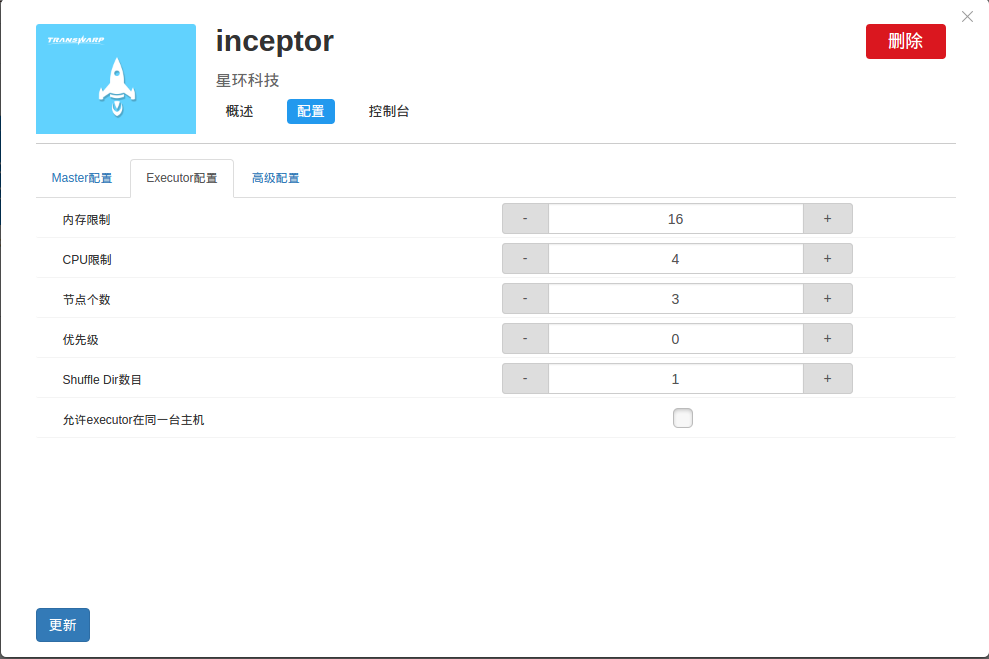 TRANSWARP
inceptor
删除
星环科技
概述 配置 控制台
Master配置 Executor配置 高级配置
内存限制 - 16 +
CPU限制 - 4 +
节点个数 - 3 +
优先级 - 0 +
Shuffle Dir数目 - 1 +
允许executor在同一台主机
更新